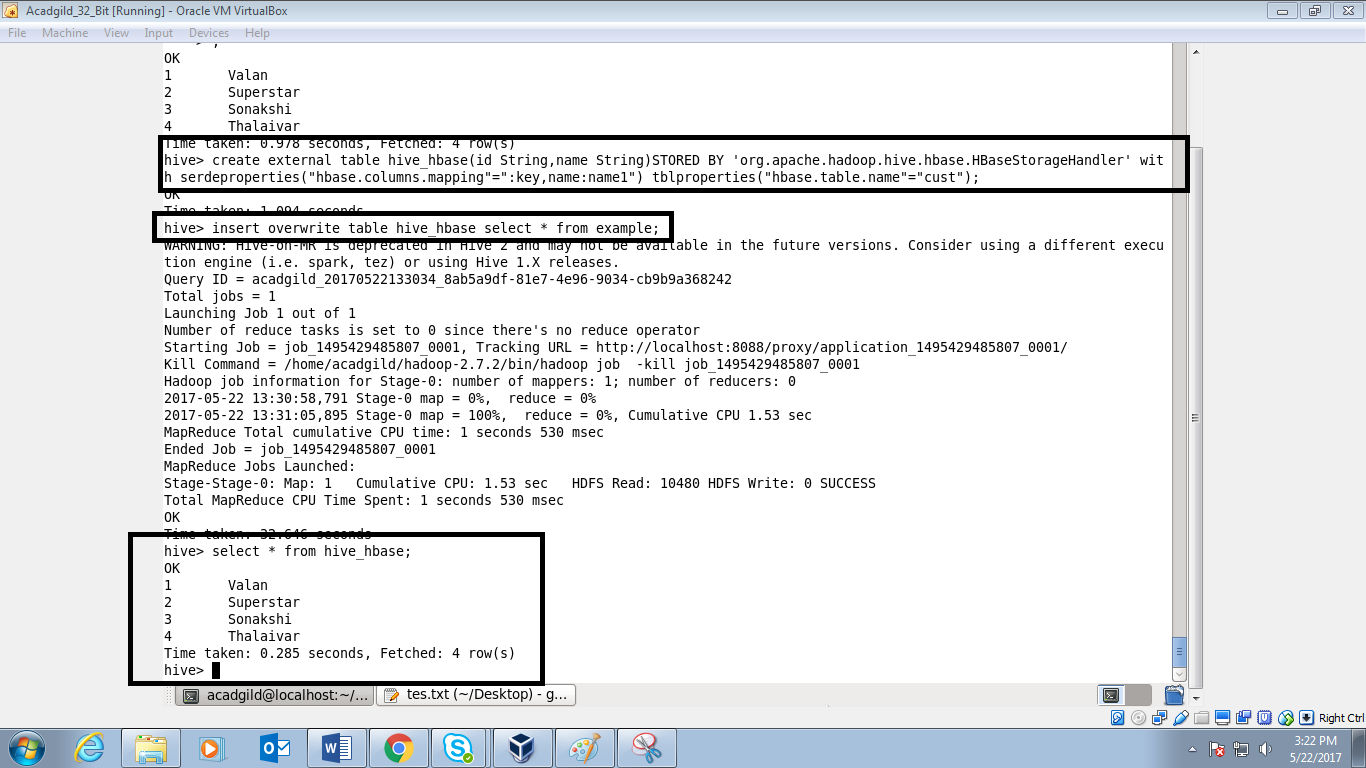 Acadgild_32_Bit [Running] - Oracle VM VirtualBox
File Machine View Input Devices Help
> ;
OK
1 Valan
2 Superstar
3 Sonakshi
4 Thalaivar
Time taken: 0.978 seconds, Fetched: 4 row(s)
hive> create external table hive_hbase(id String,name String)STORED BY 'org.apache.hadoop.hive.hbase.HBaseStorageHandler' wit
h serdeproperties("hbase.columns.mapping"=":key,name:name1") tblproperties("hbase.table.name"="cust");
OK
Time taken: 1.094 seconds
hive> insert overwrite table hive_hbase select * from example;
WARNING: Hive-on-MR is deprecated in Hive 2 and may not be available in the future versions. Consider using a different execu
tion engine (i.e. spark, tez) or using Hive 1.X releases.
Query ID = acadgild_20170522133034_8ab5a9df-81e7-4e96-9034-cb9b9a368242
Total jobs = 1
Launching Job 1 out of 1
Number of reduce tasks is set to 0 since there's no reduce operator
Starting Job = job_1495429485807_0001, Tracking URL = http://localhost:8088/proxy/application_1495429485807_0001/
Kill Command = /home/acadgild/hadoop-2.7.2/bin/hadoop job  -kill job_1495429485807_0001
Hadoop job information for Stage-0: number of mappers: 1; number of reducers: 0
2017-05-22 13:30:58,791 Stage-0 map = 0%,  reduce = 0%
2017-05-22 13:31:05,895 Stage-0 map = 100%,  reduce = 0%, Cumulative CPU 1.53 sec
MapReduce Total cumulative CPU time: 1 seconds 530 msec
Ended Job = job_1495429485807_0001
MapReduce Jobs Launched:
Stage-Stage-0: Map: 1   Cumulative CPU: 1.53 sec   HDFS Read: 10480 HDFS Write: 0 SUCCESS
Total MapReduce CPU Time Spent: 1 seconds 530 msec
OK
Time taken: 32.646 seconds
hive> select * from hive_hbase;
OK
1 Valan
2 Superstar
3 Sonakshi
4 Thalaivar
Time taken: 0.285 seconds, Fetched: 4 row(s)
hive>
acadgild@localhost:~/... tes.txt (~/Desktop) - g...
Right Ctrl
3:22 PM
5/22/2017